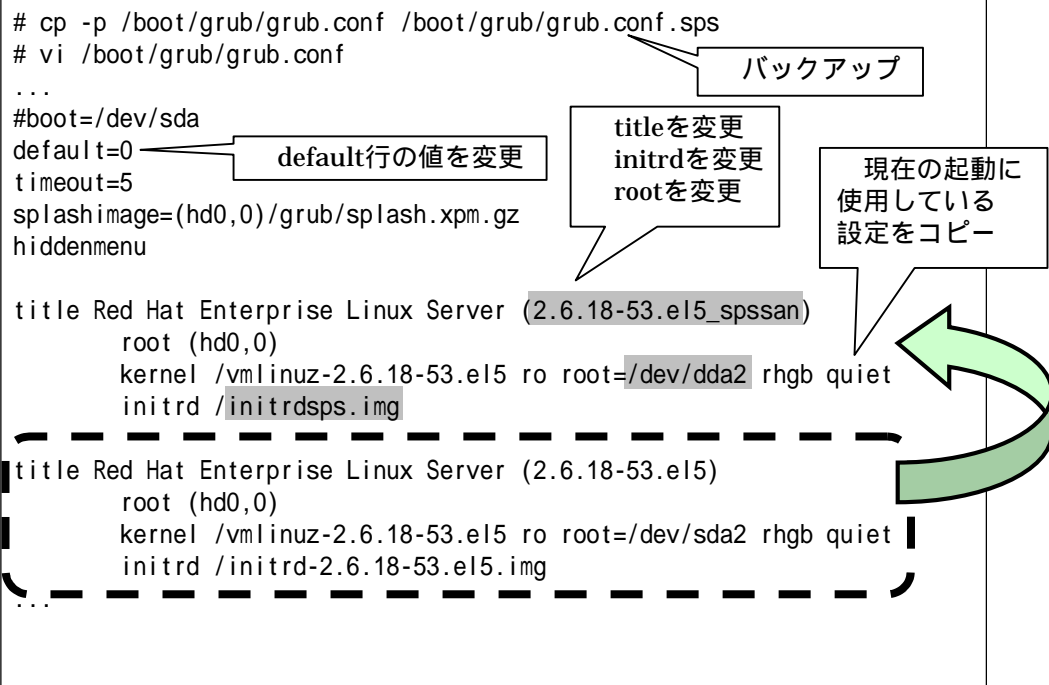 # cp -p /boot/grub/grub.conf /boot/grub/grub.conf.sps
# vi /boot/grub/grub.conf
バックアップ
...
#boot=/dev/sda
default=0
default行の値を変更
titleを変更
initrdを変更
rootを変更
現在の起動に
使用している
設定をコピー
timeout=5
splashimage=(hd0,0)/grub/splash.xpm.gz
hiddenmenu
title Red Hat Enterprise Linux Server (2.6.18-53.el5_spssan)
root (hd0,0)
kernel /vmlinuz-2.6.18-53.el5 ro root=/dev/dda2 rhgb quiet
initrd /initrdsps.img
title Red Hat Enterprise Linux Server (2.6.18-53.el5)
root (hd0,0)
kernel /vmlinuz-2.6.18-53.el5 ro root=/dev/sda2 rhgb quiet
initrd /initrd-2.6.18-53.el5.img
...